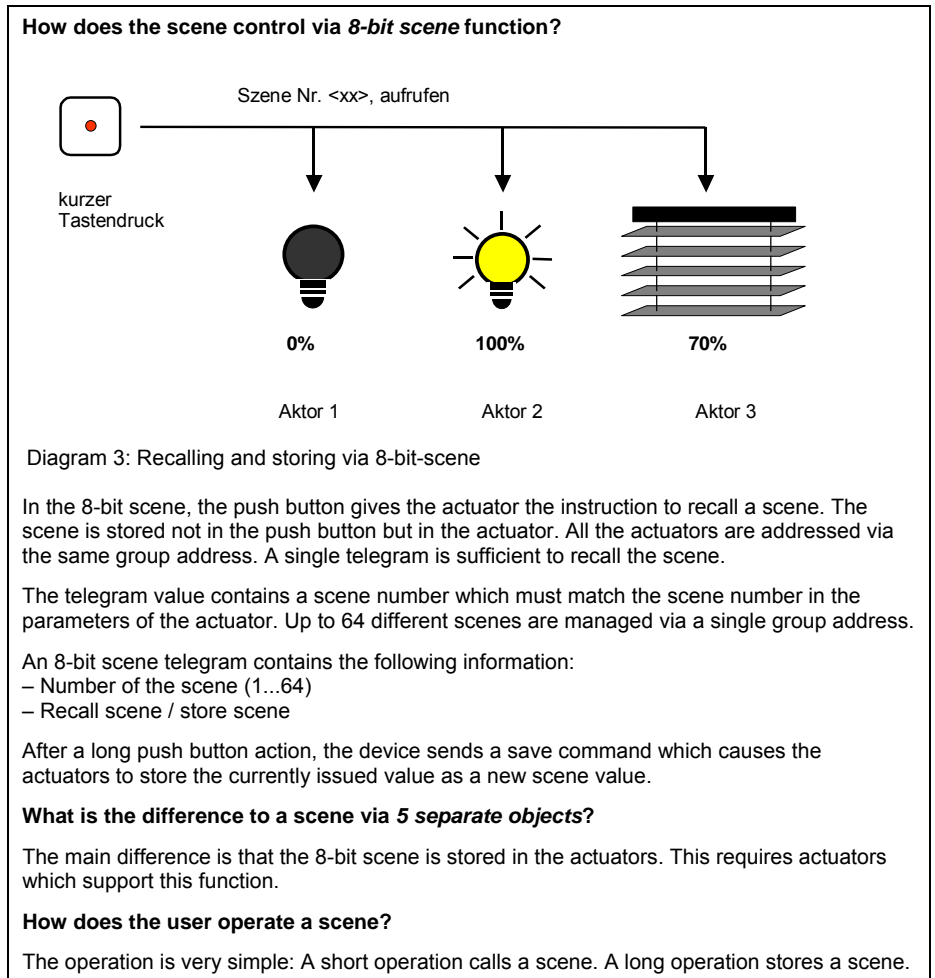 How does the scene control via 8-bit scene function?
Szene Nr. <xx>, aufrufen
kurzer
Tastendruck
0%
100%
70%
Aktor 1
Aktor 2
Aktor 3
Diagram 3: Recalling and storing via 8-bit-scene
In the 8-bit scene, the push button gives the actuator the instruction to recall a scene. The
scene is stored not in the push button but in the actuator. All the actuators are addressed via
the same group address. A single telegram is sufficient to recall the scene.
The telegram value contains a scene number which must match the scene number in the
parameters of the actuator. Up to 64 different scenes are managed via a single group address.
An 8-bit scene telegram contains the following information:
– Number of the scene (1...64)
– Recall scene / store scene
After a long push button action, the device sends a save command which causes the
actuators to store the currently issued value as a new scene value.
What is the difference to a scene via 5 separate objects?
The main difference is that the 8-bit scene is stored in the actuators. This requires actuators
which support this function.
How does the user operate a scene?
The operation is very simple: A short operation calls a scene. A long operation stores a scene.